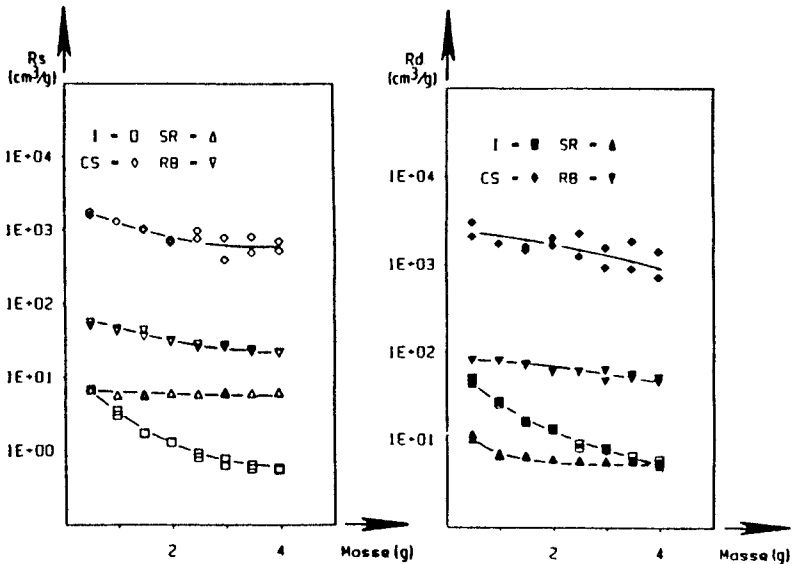 Rs
(cm³/g)
I = □ SR = △
CS = ◇ RB = ▽
1E+04
1E+03
1E+02
1E+01
1E+00
2 4
Masse(g)
Rd
(cm³/g)
I = ■ SR = ▲
CS = ◆ RB = ▼
1E+04
1E+03
1E+02
1E+01
2 4
Masse(g)